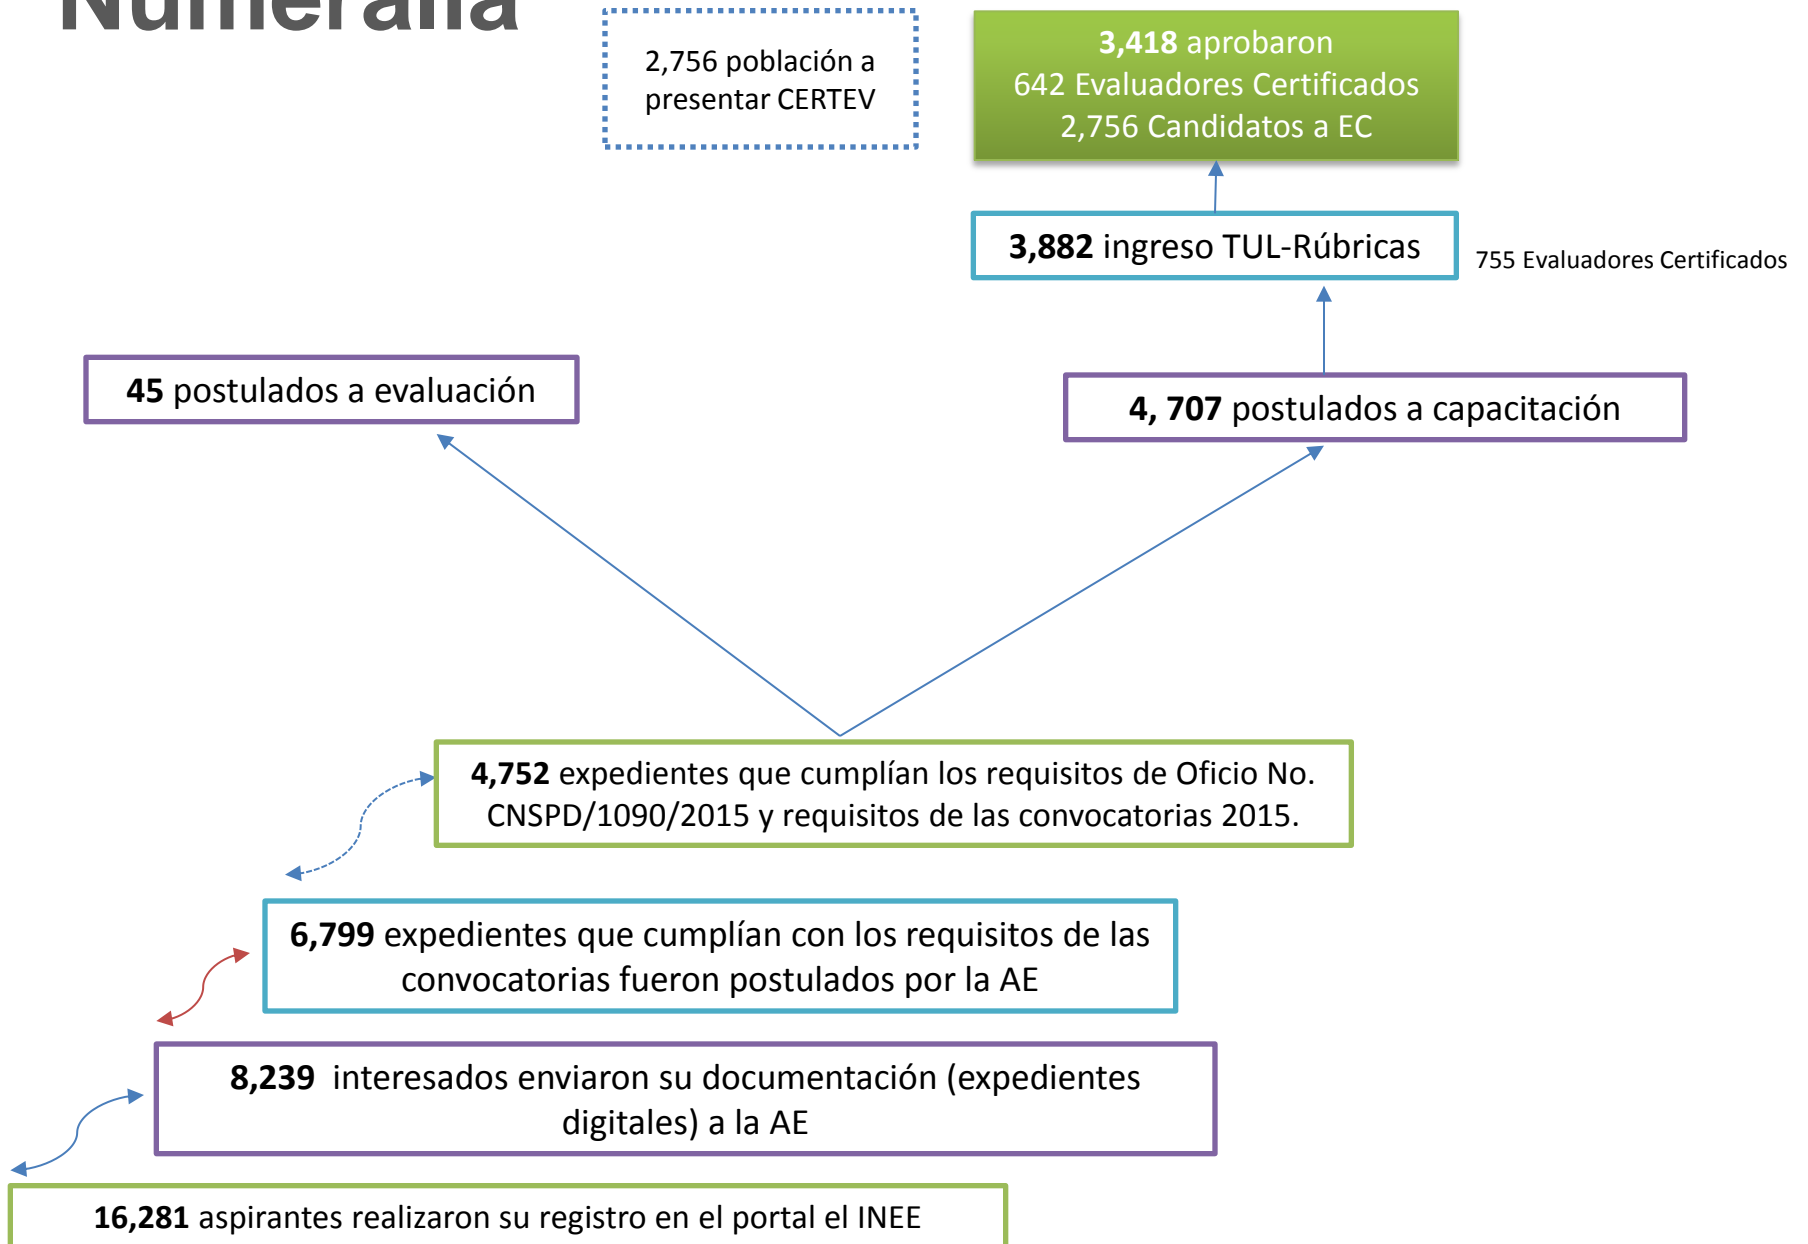 Numeralia
2,756 población a
presentar CERTEV
3,418 aprobaron
642 Evaluadores Certificados
2,756 Candidatos a EC
3,882 ingreso TUL-Rúbricas
755 Evaluadores Certificados
45 postulados a evaluación
4, 707 postulados a capacitación
4,752 expedientes que cumplían los requisitos de Oficio No.
CNSPD/1090/2015 y requisitos de las convocatorias 2015.
6,799 expedientes que cumplían con los requisitos de las
convocatorias fueron postulados por la AE
8,239 interesados enviaron su documentación (expedientes
digitales) a la AE
16,281 aspirantes realizaron su registro en el portal el INEE